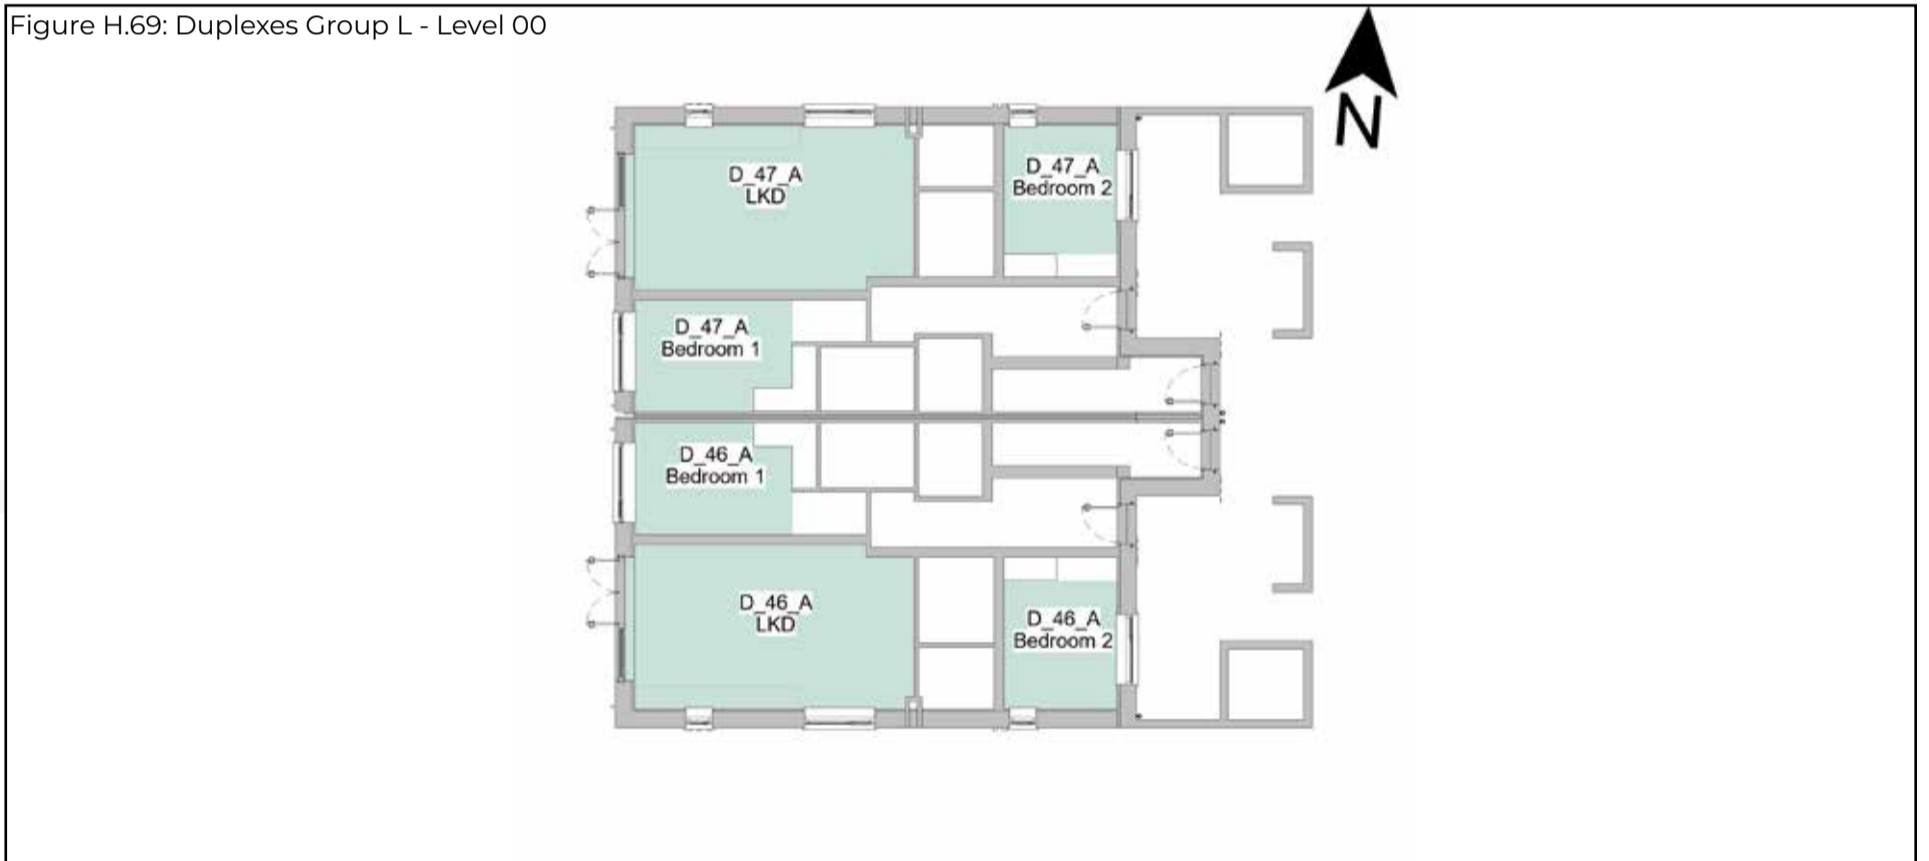 Figure H.69: Duplexes Group L - Level 00
N
D_47_A
LKD
D_47_A
Bedroom 2
D_47_A
Bedroom 1
D_46_A
Bedroom 1
D_46_A
LKD
D_46_A
Bedroom 2